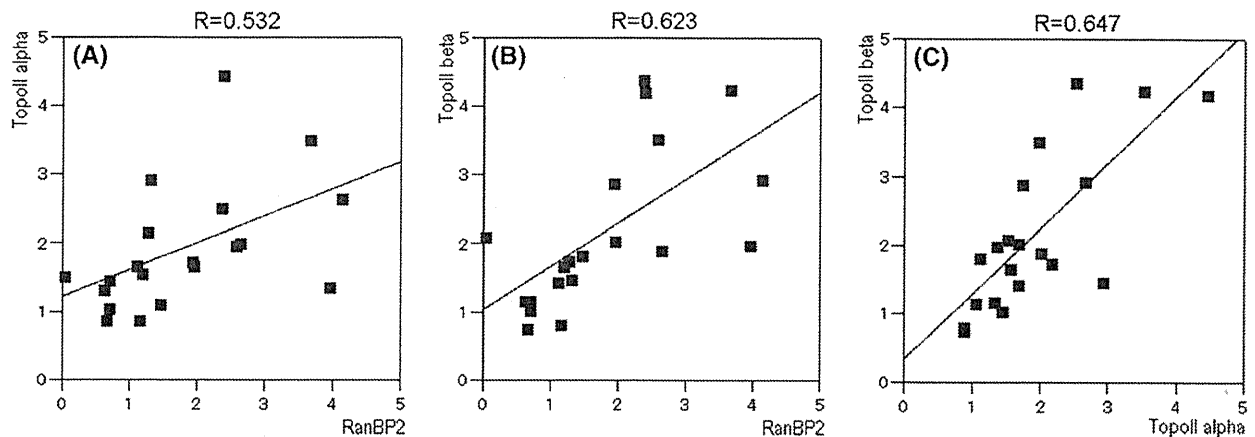 R=0.532
(A)
TopoII alpha
5
4
3
2
1
0
0 1 2 3 4 5
RanBP2
R=0.623
(B)
TopoII beta
5
4
3
2
1
0
0 1 2 3 4 5
RanBP2
R=0.647
(C)
TopoII beta
5
4
3
2
1
0
0 1 2 3 4 5
TopoII alpha